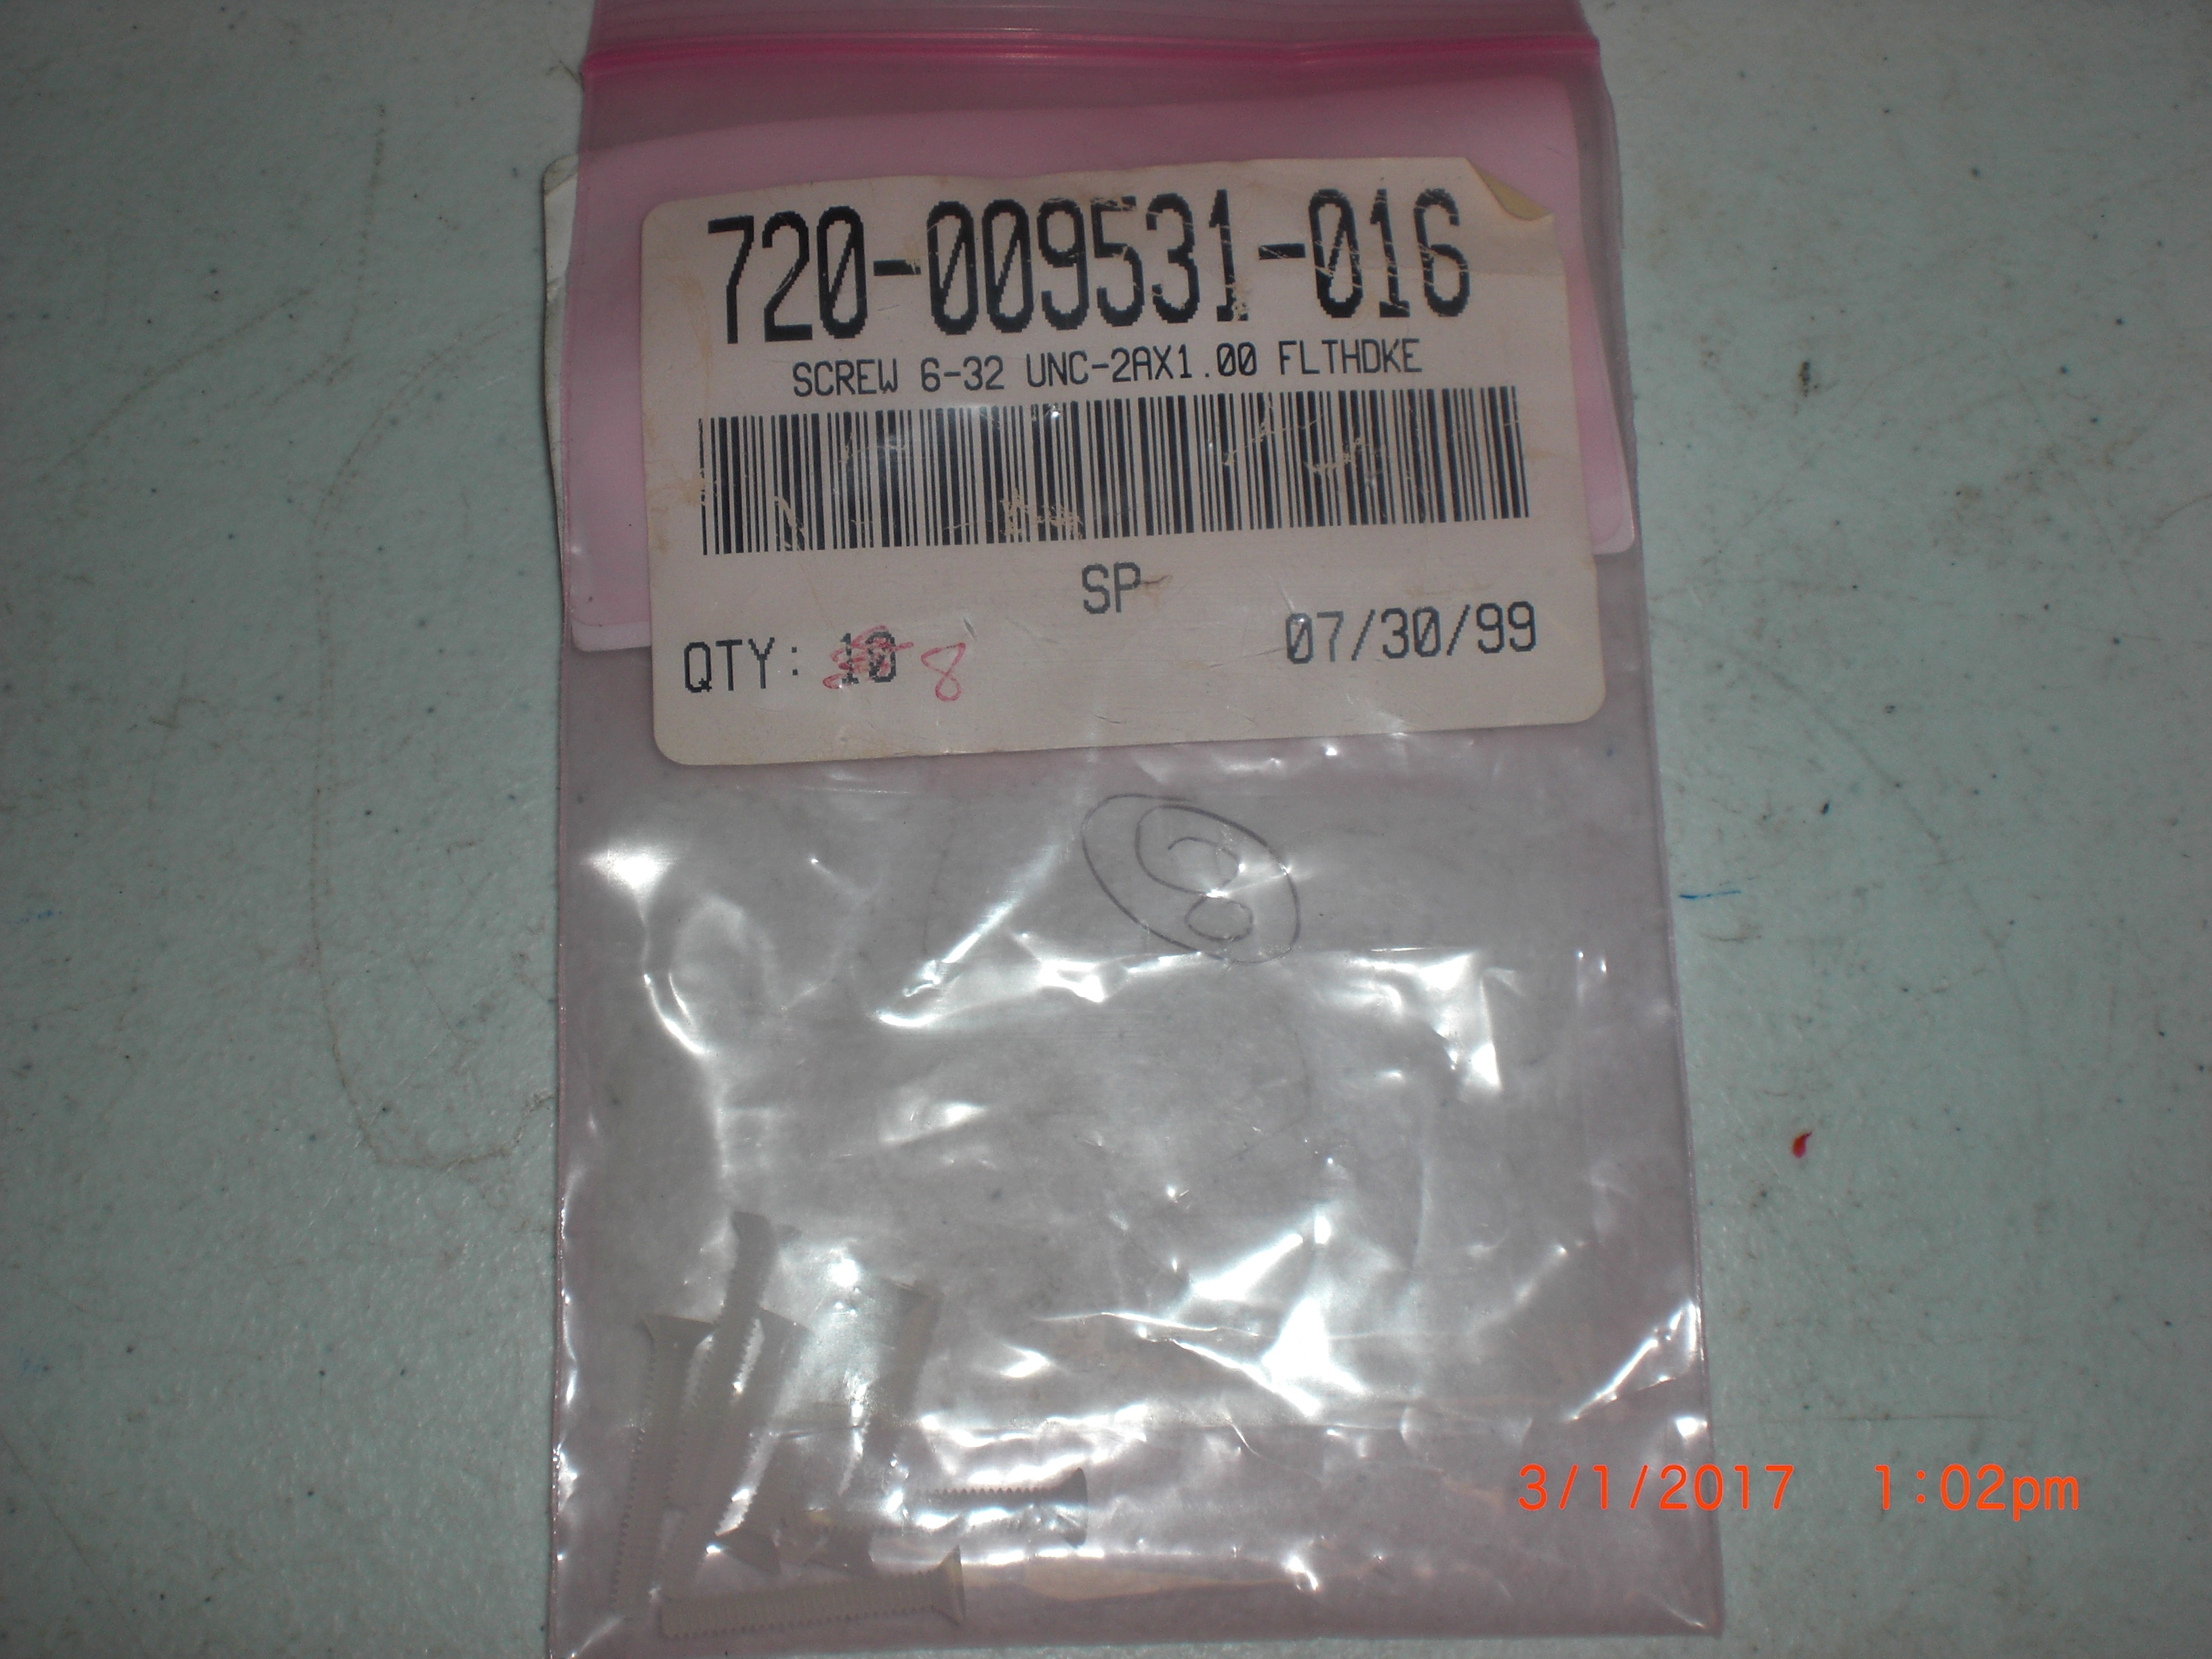 720-009531-016
SCREW 6-32 UNC-2AX1.00 FLTHDKE
SP
QTY: 10 8
07/30/99
8
3/1/2017 1:02pm